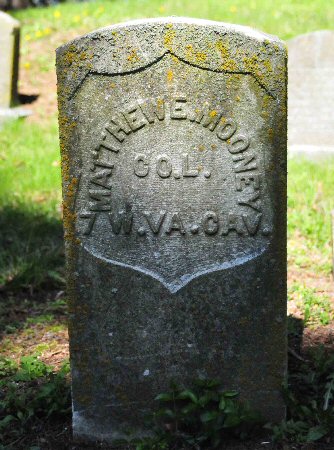 MATTHEW E. MOONEY
CO. L.
7 W. VA. CAV.